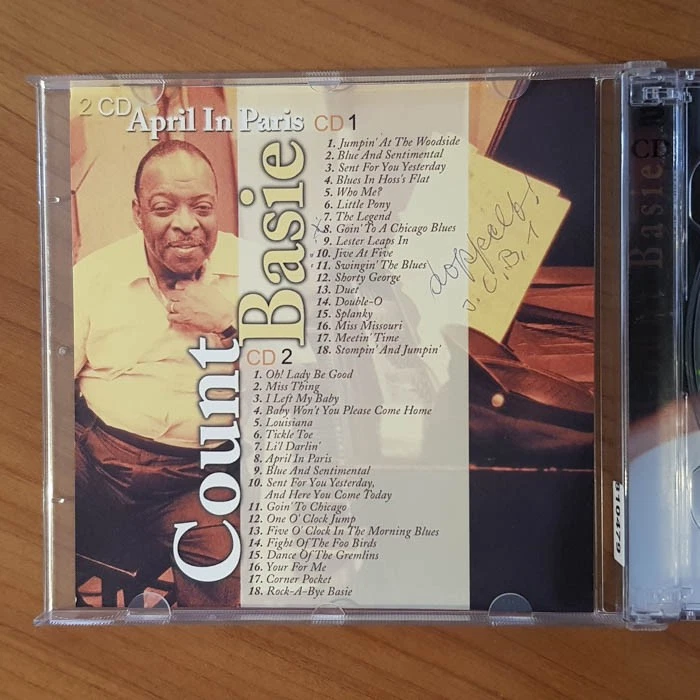 2 CD
April In Paris
Count Basie
CD 1
1. Jumpin' At The Woodside
2. Blue And Sentimental
3. Sent For You Yesterday
4. Blues In Hoss's Flat
5. Who Me?
6. Little Pony
7. The Legend
8. Goin' To A Chicago Blues
9. Lester Leaps In
10. Jive At Five
11. Swingin' The Blues
12. Shorty George
13. Duet
14. Double-O
15. Splanky
16. Miss Missouri
17. Meetin' Time
18. Stompin' And Jumpin'
CD 2
1. Oh! Lady Be Good
2. Miss Thing
3. I Left My Baby
4. Baby Won't You Please Come Home
5. Louisiana
6. Tickle Toe
7. Li'l Darlin'
8. April In Paris
9. Blue And Sentimental
10. Sent For You Yesterday,
And Here You Come Today
11. Goin' To Chicago
12. One O' Clock Jump
13. Five O' Clock In The Morning Blues
14. Fight Of The Foo Birds
15. Dance Of The Gremlins
16. Your For Me
17. Corner Pocket
18. Rock-A-Bye Basie
doppelt!
CD
Basie
110479